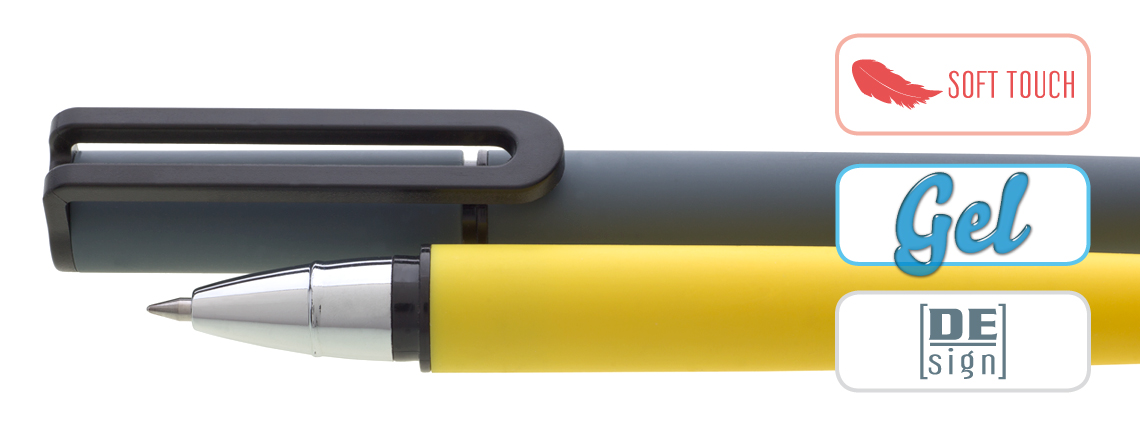 SOFT TOUCH
Gel
[DE
sign]